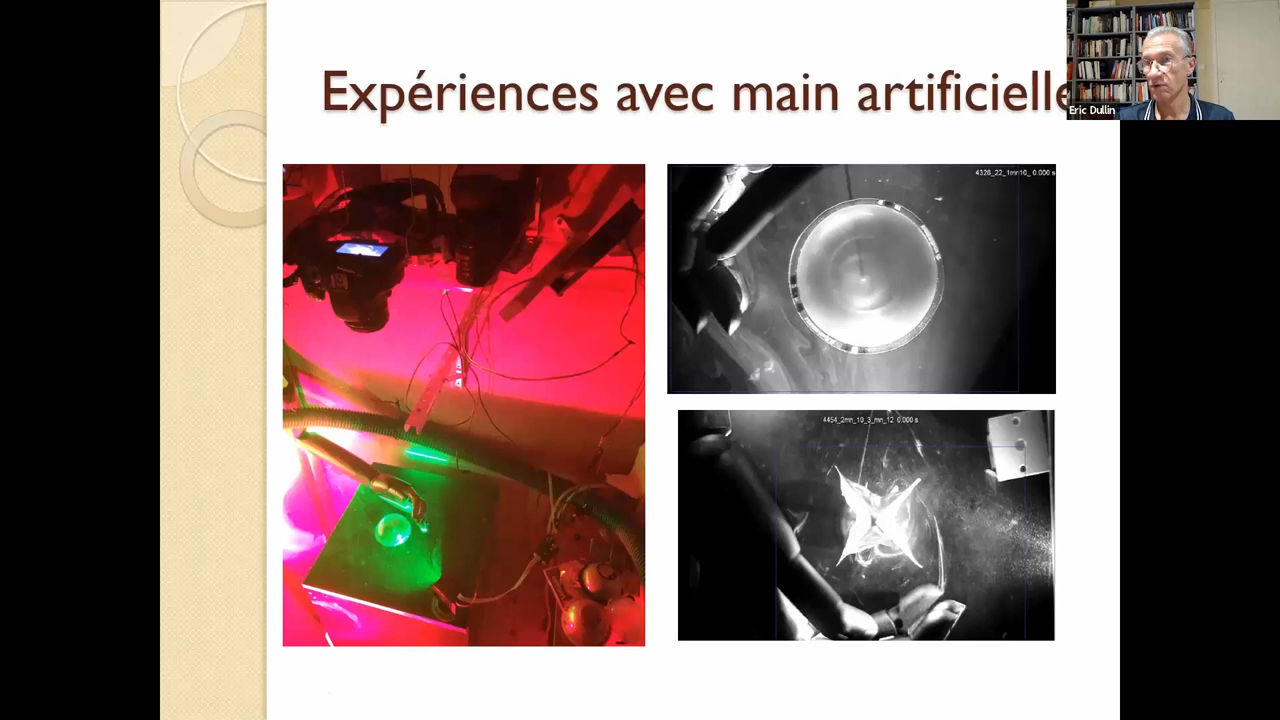 Expériences avec main artificielle
Eric Dullin
4326_22_1mn10_ 0.000 s
4454_2mn_10_3_mn_12 0.000 s